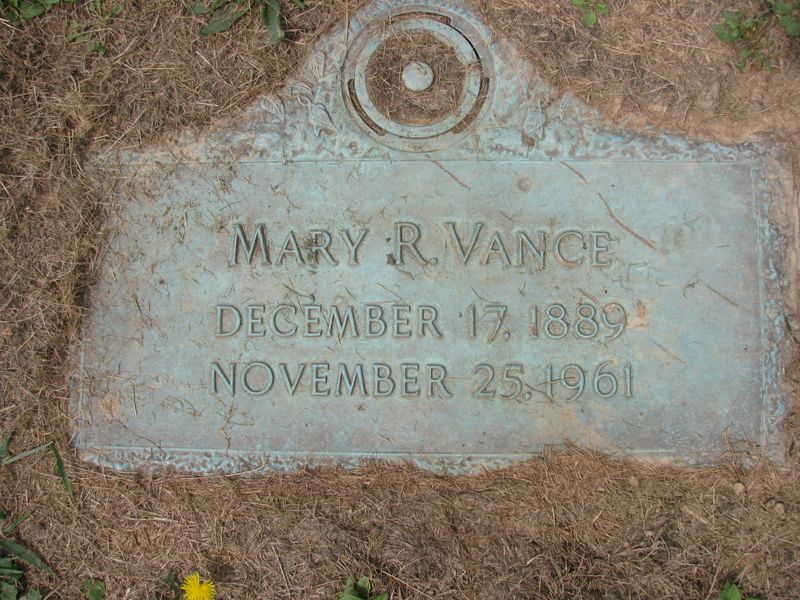 MARY R. VANCE
DECEMBER 17, 1889
NOVEMBER 25, 1961